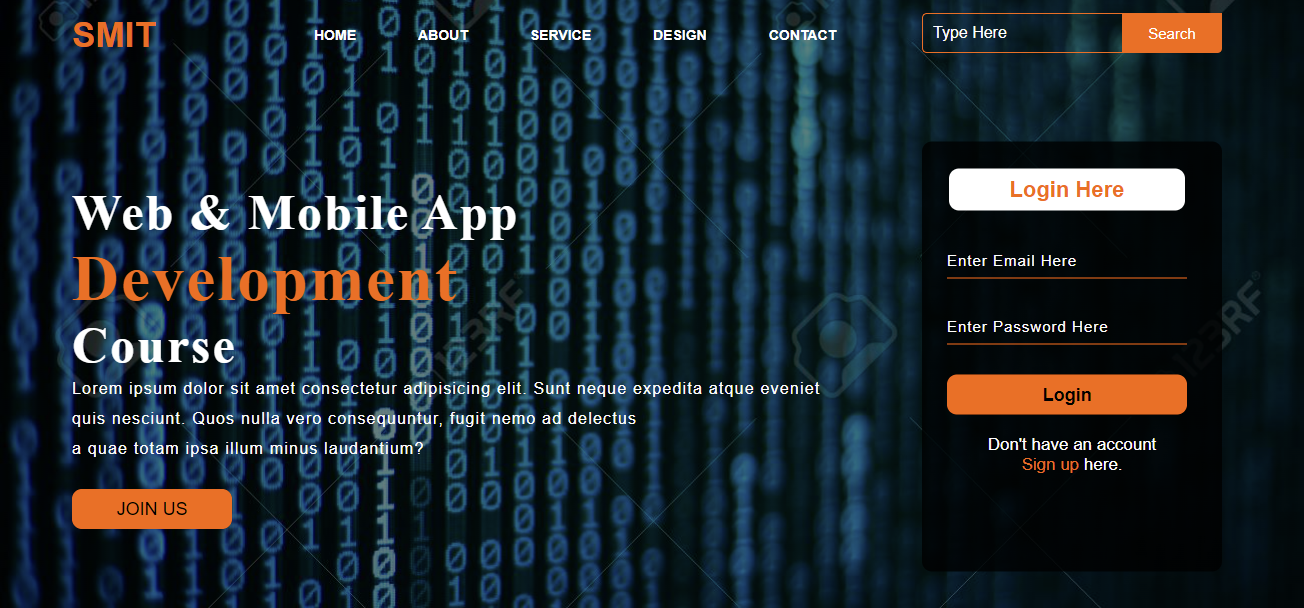 SMIT
HOME ABOUT SERVICE DESIGN CONTACT
Type Here Search
Web & Mobile App
Development
Course
Lorem ipsum dolor sit amet consectetur adipisicing elit. Sunt neque expedita atque eveniet
quis nesciunt. Quos nulla vero consequuntur, fugit nemo ad delectus
a quae totam ipsa illum minus laudantium?
JOIN US
Login Here
Enter Email Here
Enter Password Here
Login
Don't have an account
Sign up here.
123RF
123RF